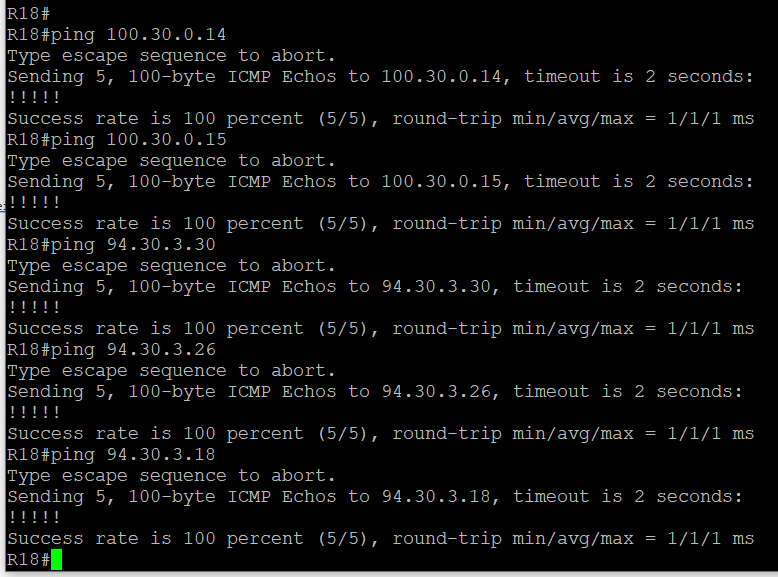 R18#
R18#ping 100.30.0.14
Type escape sequence to abort.
Sending 5, 100-byte ICMP Echos to 100.30.0.14, timeout is 2 seconds:
!!!!!
Success rate is 100 percent (5/5), round-trip min/avg/max = 1/1/1 ms
R18#ping 100.30.0.15
Type escape sequence to abort.
Sending 5, 100-byte ICMP Echos to 100.30.0.15, timeout is 2 seconds:
!!!!!
Success rate is 100 percent (5/5), round-trip min/avg/max = 1/1/1 ms
R18#ping 94.30.3.30
Type escape sequence to abort.
Sending 5, 100-byte ICMP Echos to 94.30.3.30, timeout is 2 seconds:
!!!!!
Success rate is 100 percent (5/5), round-trip min/avg/max = 1/1/1 ms
R18#ping 94.30.3.26
Type escape sequence to abort.
Sending 5, 100-byte ICMP Echos to 94.30.3.26, timeout is 2 seconds:
!!!!!
Success rate is 100 percent (5/5), round-trip min/avg/max = 1/1/1 ms
R18#ping 94.30.3.18
Type escape sequence to abort.
Sending 5, 100-byte ICMP Echos to 94.30.3.18, timeout is 2 seconds:
!!!!!
Success rate is 100 percent (5/5), round-trip min/avg/max = 1/1/1 ms
R18#